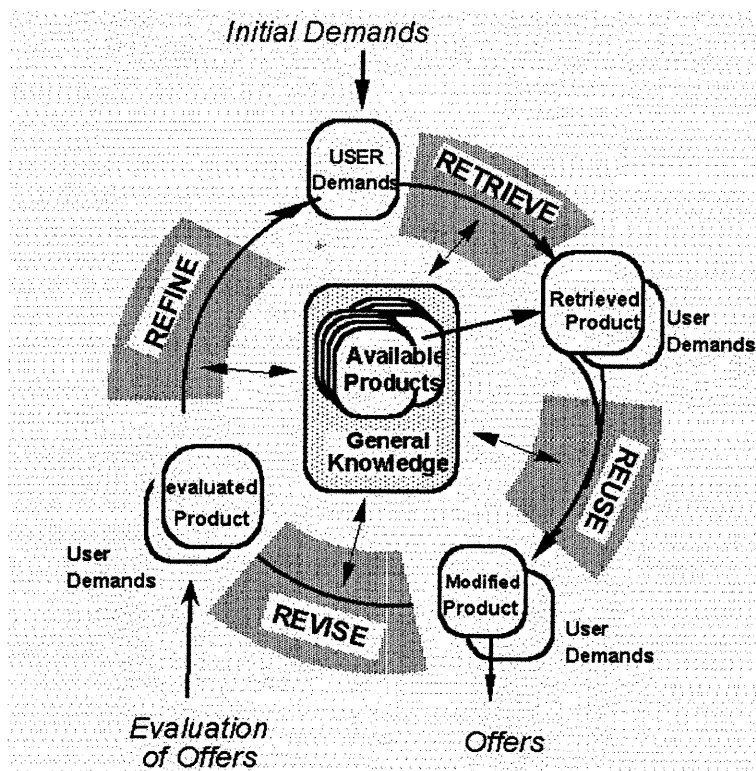 Initial Demands
USER
Demands
RETRIEVE
REFINE
Retrieved
Product
User
Demands
Available
Products
General
Knowledge
REUSE
evaluated
Product
User
Demands
REVISE
Modified
Product
User
Demands
Evaluation
of Offers
Offers